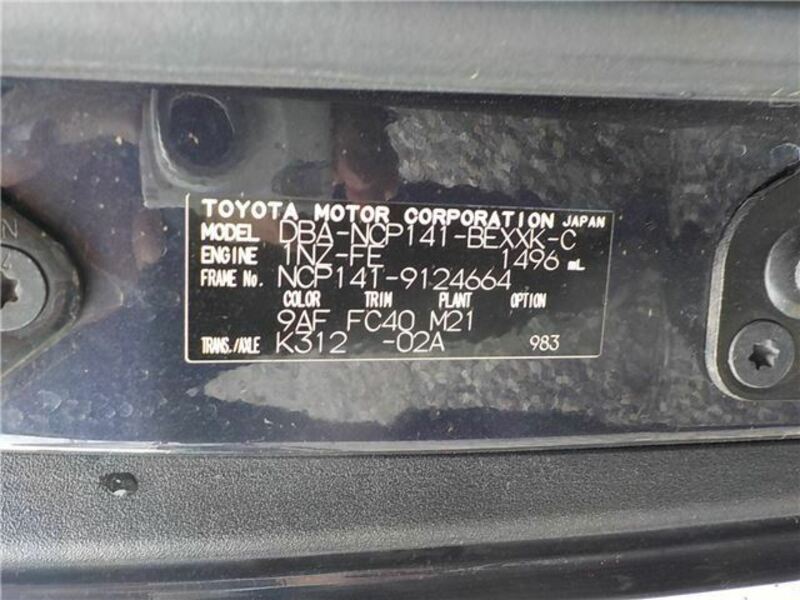 TOYOTA MOTOR CORPORATION JAPAN
MODEL DBA-NCP141-BEXXK-C
ENGINE 1NZ-FE 1496 mL
FRAME No. NCP141-9124664
COLOR TRIM PLANT OPTION
9AF FC40 M21
TRANS./AXLE K312 -02A 983
N
4